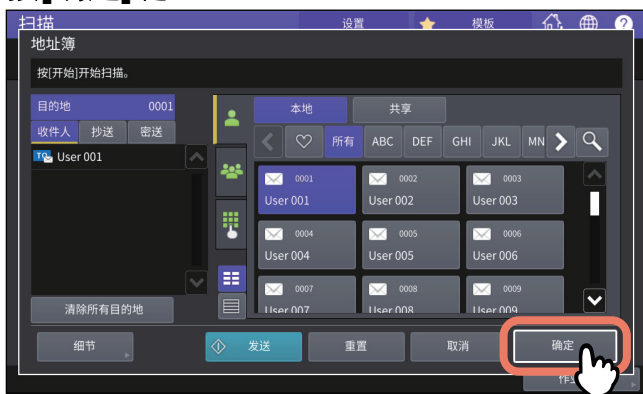 扫描 设置 模板
地址簿
按[开始]开始扫描。
目的地 0001
收件人 抄送 密送
TO User 001
清除所有目的地
本地 共享
所有 ABC DEF GHI JKL MN
0001 0002 0003
User 001 User 002 User 003
0004 0005 0006
User 004 User 005 User 006
0007 0008 0009
User 007 User 008 User 009
细节 发送 重置 取消 确定